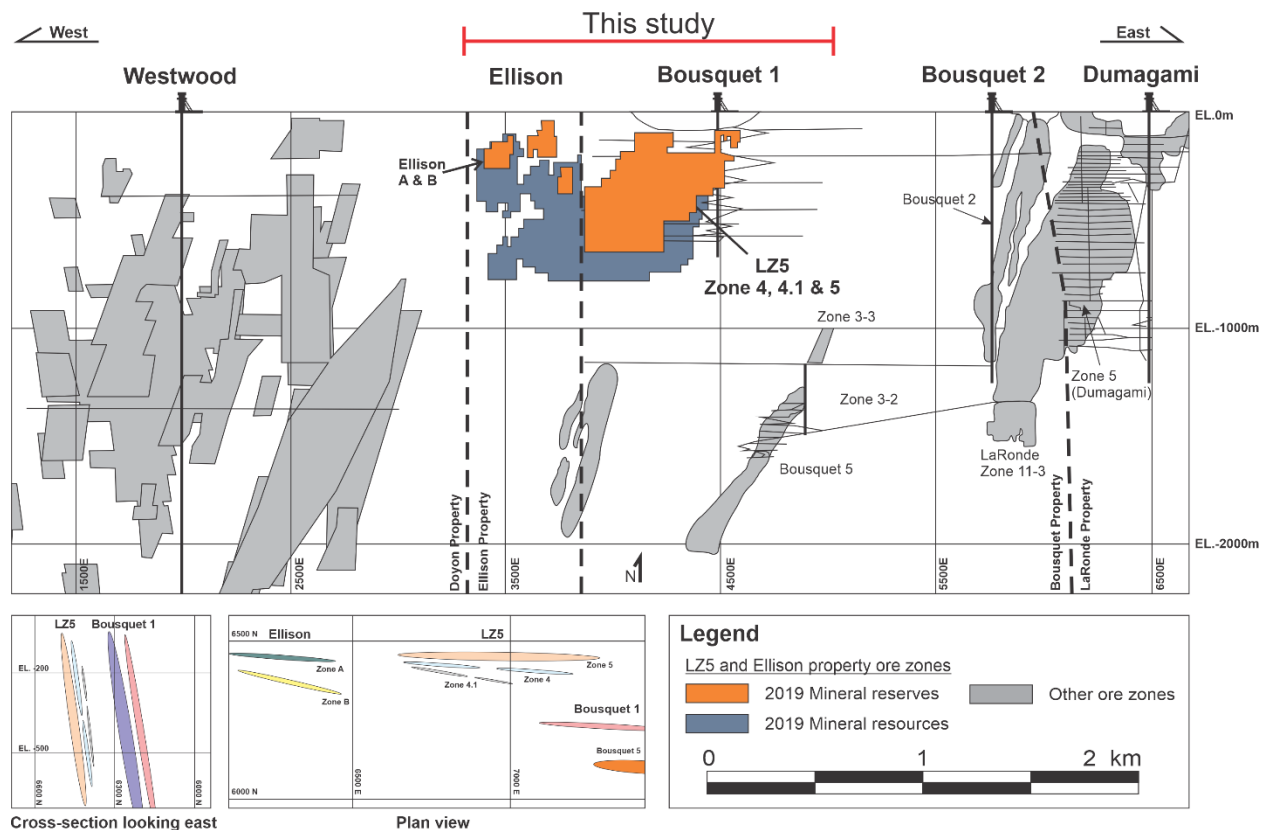 This study
West
East
Westwood
Ellison
Bousquet 1
Bousquet 2
Dumagami
EL.0m
Ellison
A & B
Bousquet 2
LZ5
Zone 4, 4.1 & 5
Zone 3-3
EL.-1000m
Zone 5
(Dumagami)
Zone 3-2
Bousquet 5
LaRonde
Zone 11-3
Doyon Property
Ellison Property
Bousquet Property
LaRonde Property
EL.-2000m
N
1500E
2500E
3500E
4500E
5500E
6500E
LZ5
Bousquet 1
EL. -200
EL. -500
6600 N
6300 N
6000 N
Cross-section looking east
6500 N
Ellison
LZ5
Zone A
Zone B
Zone 5
Zone 4
Zone 4.1
Bousquet 1
Bousquet 5
6000 N
6500 E
7000 E
Plan view
Legend
LZ5 and Ellison property ore zones
2019 Mineral reserves
Other ore zones
2019 Mineral resources
0 1 2 km